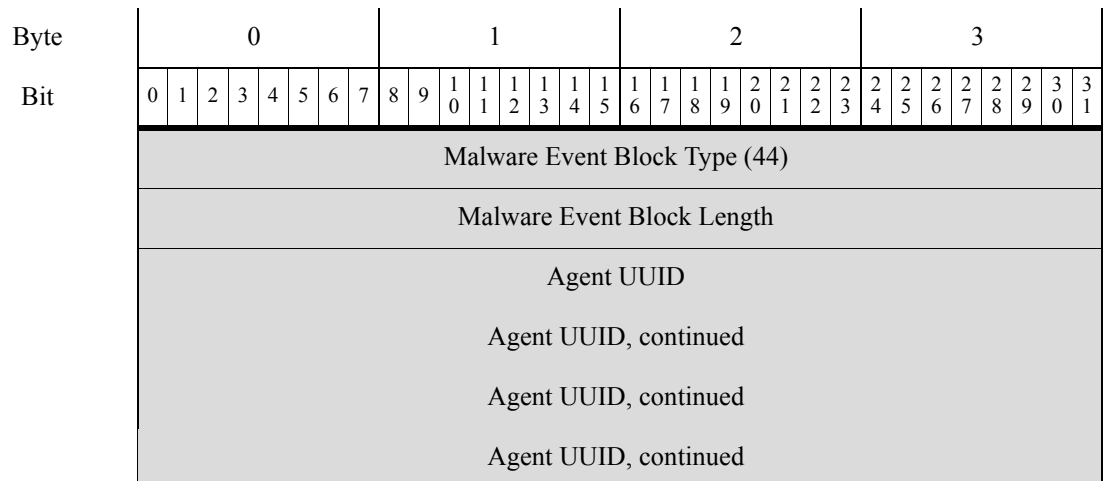 Byte 0 1 2 3
Bit 0 1 2 3 4 5 6 7 8 9 10 11 12 13 14 15 16 17 18 19 20 21 22 23 24 25 26 27 28 29 30 31
Malware Event Block Type (44)
Malware Event Block Length
Agent UUID
Agent UUID, continued
Agent UUID, continued
Agent UUID, continued